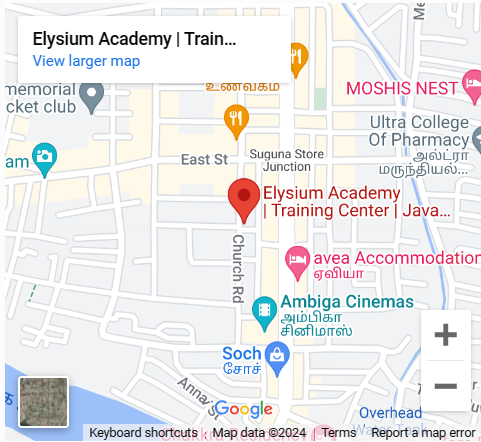 Elysium Academy | Train...
View larger map
உணவகம்
MOSHIS NEST
memorial
cket club
Ultra College
Of Pharmacy
அல்ட்ரா
மருந்தியல்...
East St
Suguna Store
Junction
am
Elysium Academy
| Training Center | Java...
Church Rd
avea Accommodation
ஏவியா
Ambiga Cinemas
அம்பிகா
சினிமாஸ்
Soch
சோச்
Anna S
Google
Overhead
Keyboard shortcuts
Map data ©2024
Terms
Report a map error